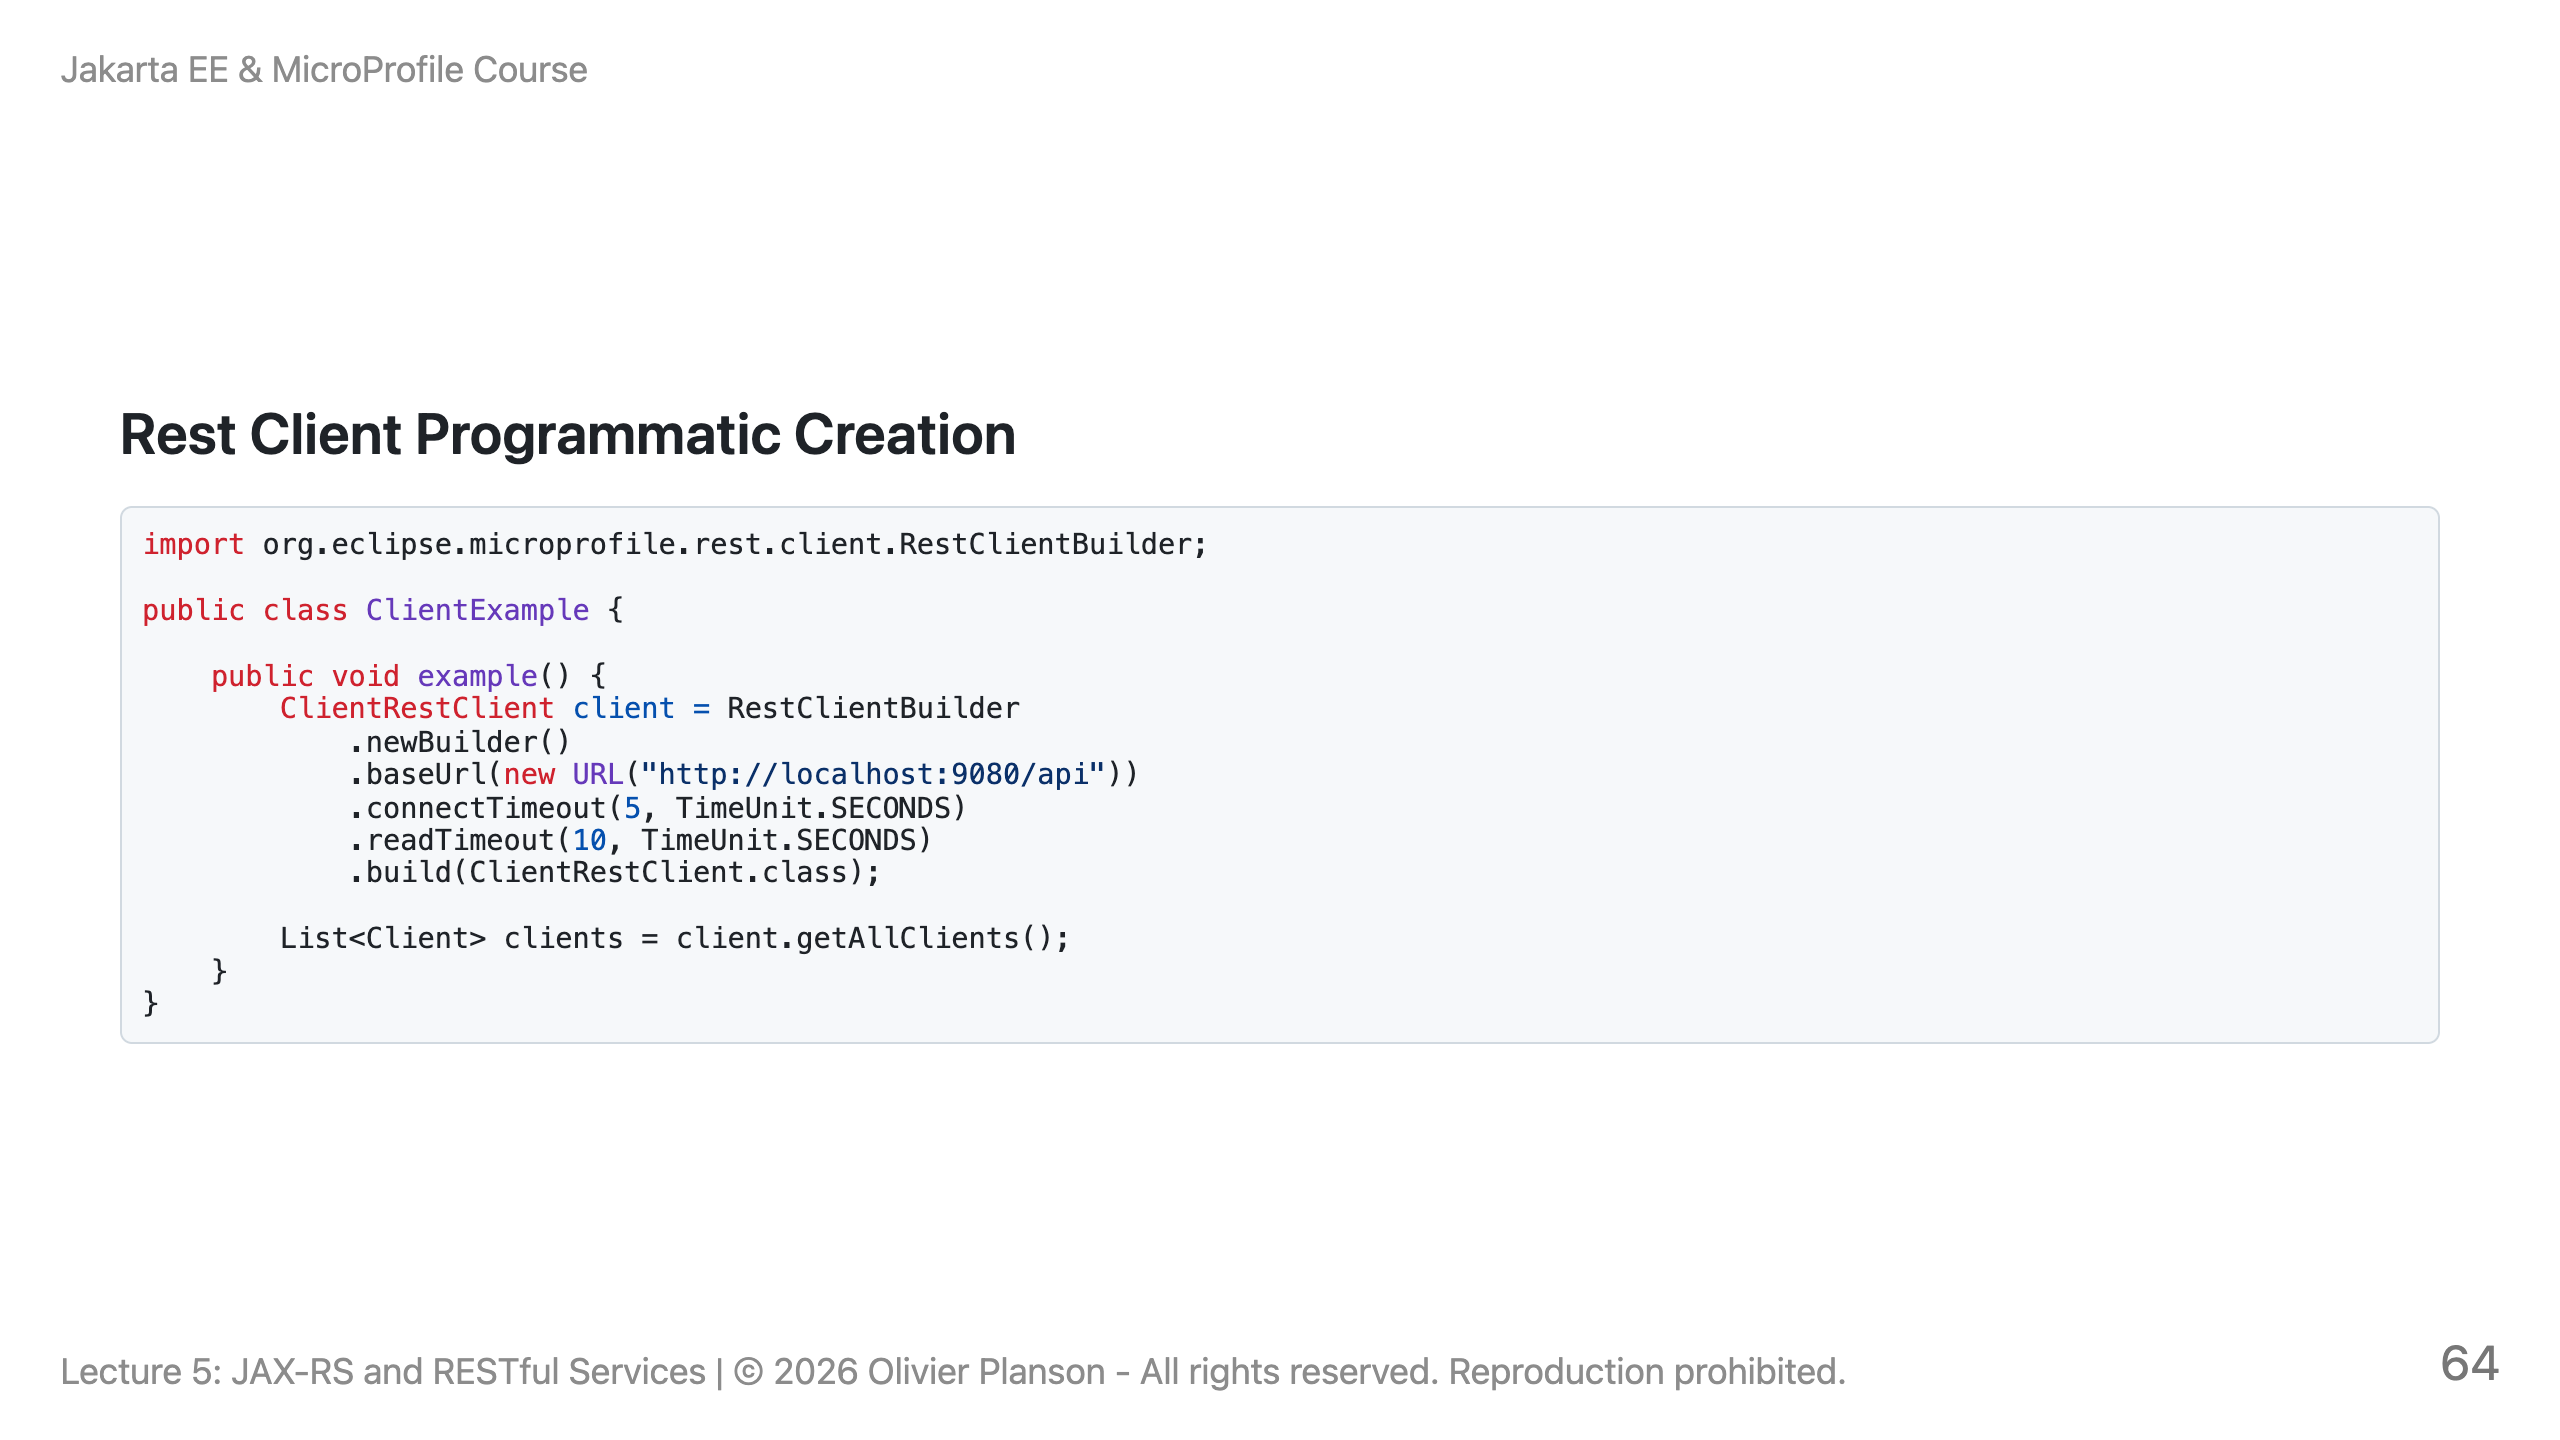 Jakarta EE & MicroProfile Course
Rest Client Programmatic Creation
import org.eclipse.microprofile.rest.client.RestClientBuilder;
public class ClientExample {
    public void example() {
        ClientRestClient client = RestClientBuilder
            .newBuilder()
            .baseUrl(new URL("http://localhost:9080/api"))
            .connectTimeout(5, TimeUnit.SECONDS)
            .readTimeout(10, TimeUnit.SECONDS)
            .build(ClientRestClient.class);
        List<Client> clients = client.getAllClients();
    }
}
Lecture 5: JAX-RS and RESTful Services | © 2026 Olivier Planson - All rights reserved. Reproduction prohibited.
64